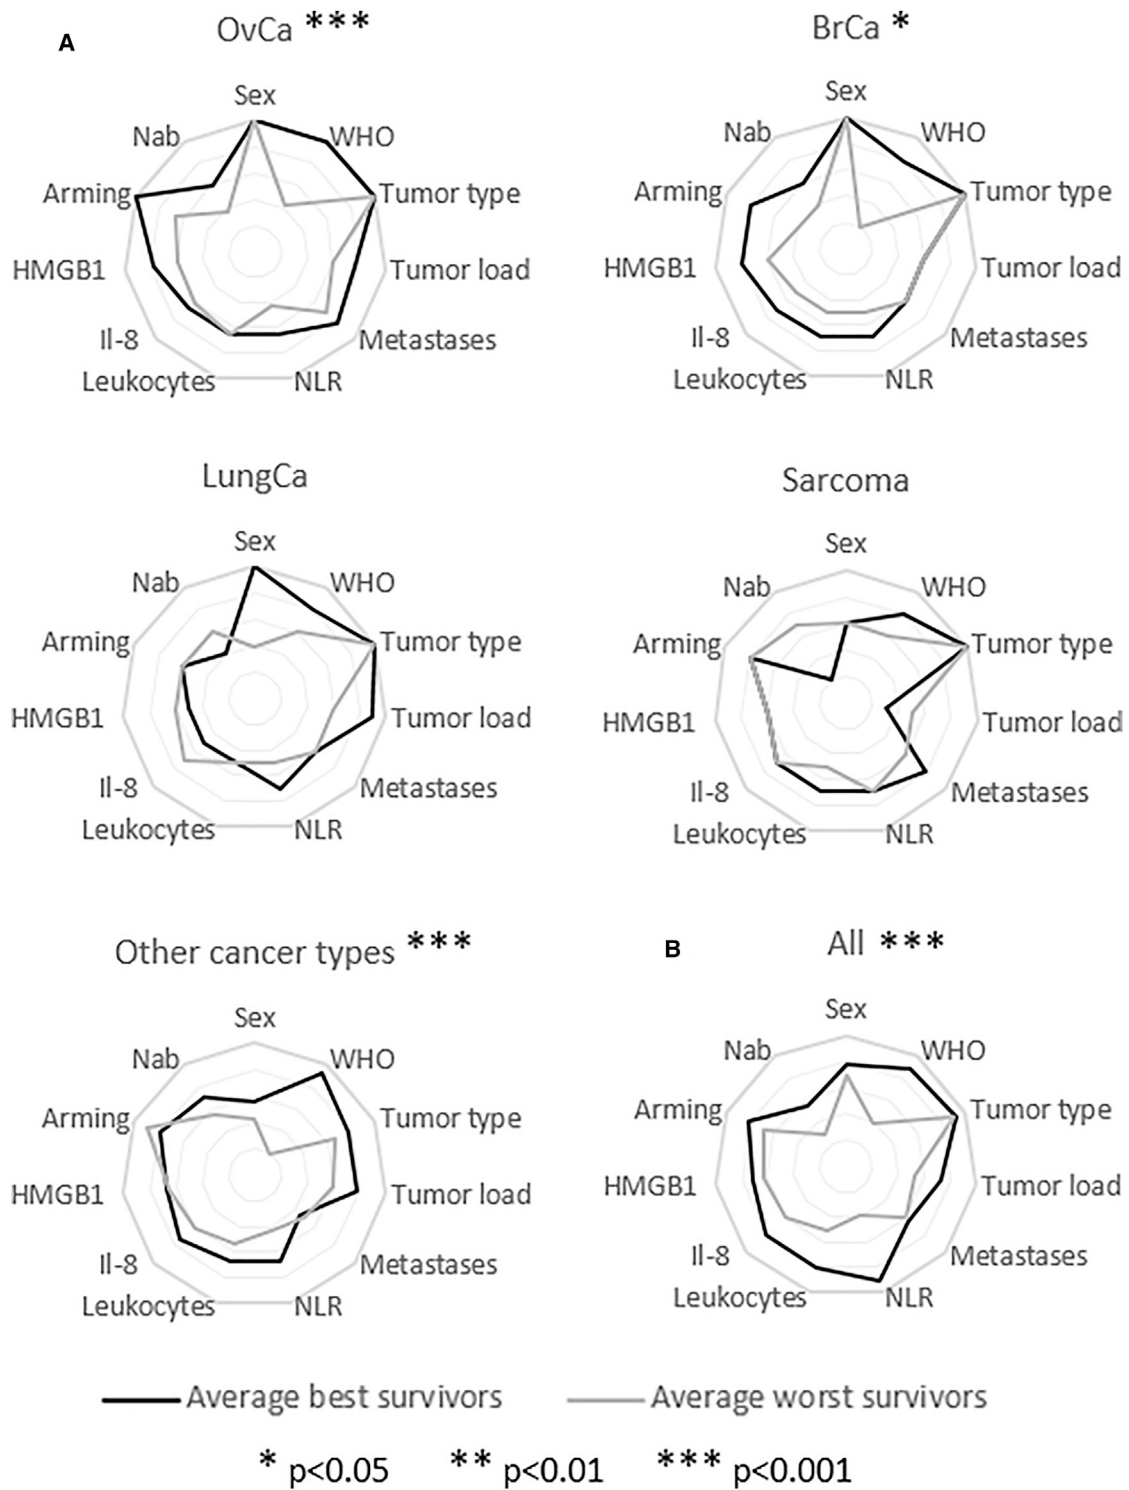 A
OvCa ***
Sex
WHO
Tumor type
Tumor load
Metastases
NLR
Leukocytes
Il-8
HMGB1
Arming
Nab
BrCa *
Sex
WHO
Tumor type
Tumor load
Metastases
NLR
Leukocytes
Il-8
HMGB1
Arming
Nab
LungCa
Sex
WHO
Tumor type
Tumor load
Metastases
NLR
Leukocytes
Il-8
HMGB1
Arming
Nab
Sarcoma
Sex
WHO
Tumor type
Tumor load
Metastases
NLR
Leukocytes
Il-8
HMGB1
Arming
Nab
Other cancer types ***
Sex
WHO
Tumor type
Tumor load
Metastases
NLR
Leukocytes
Il-8
HMGB1
Arming
Nab
B
All ***
Sex
WHO
Tumor type
Tumor load
Metastases
NLR
Leukocytes
Il-8
HMGB1
Arming
Nab
Average best survivors
Average worst survivors
* p<0.05 ** p<0.01 *** p<0.001